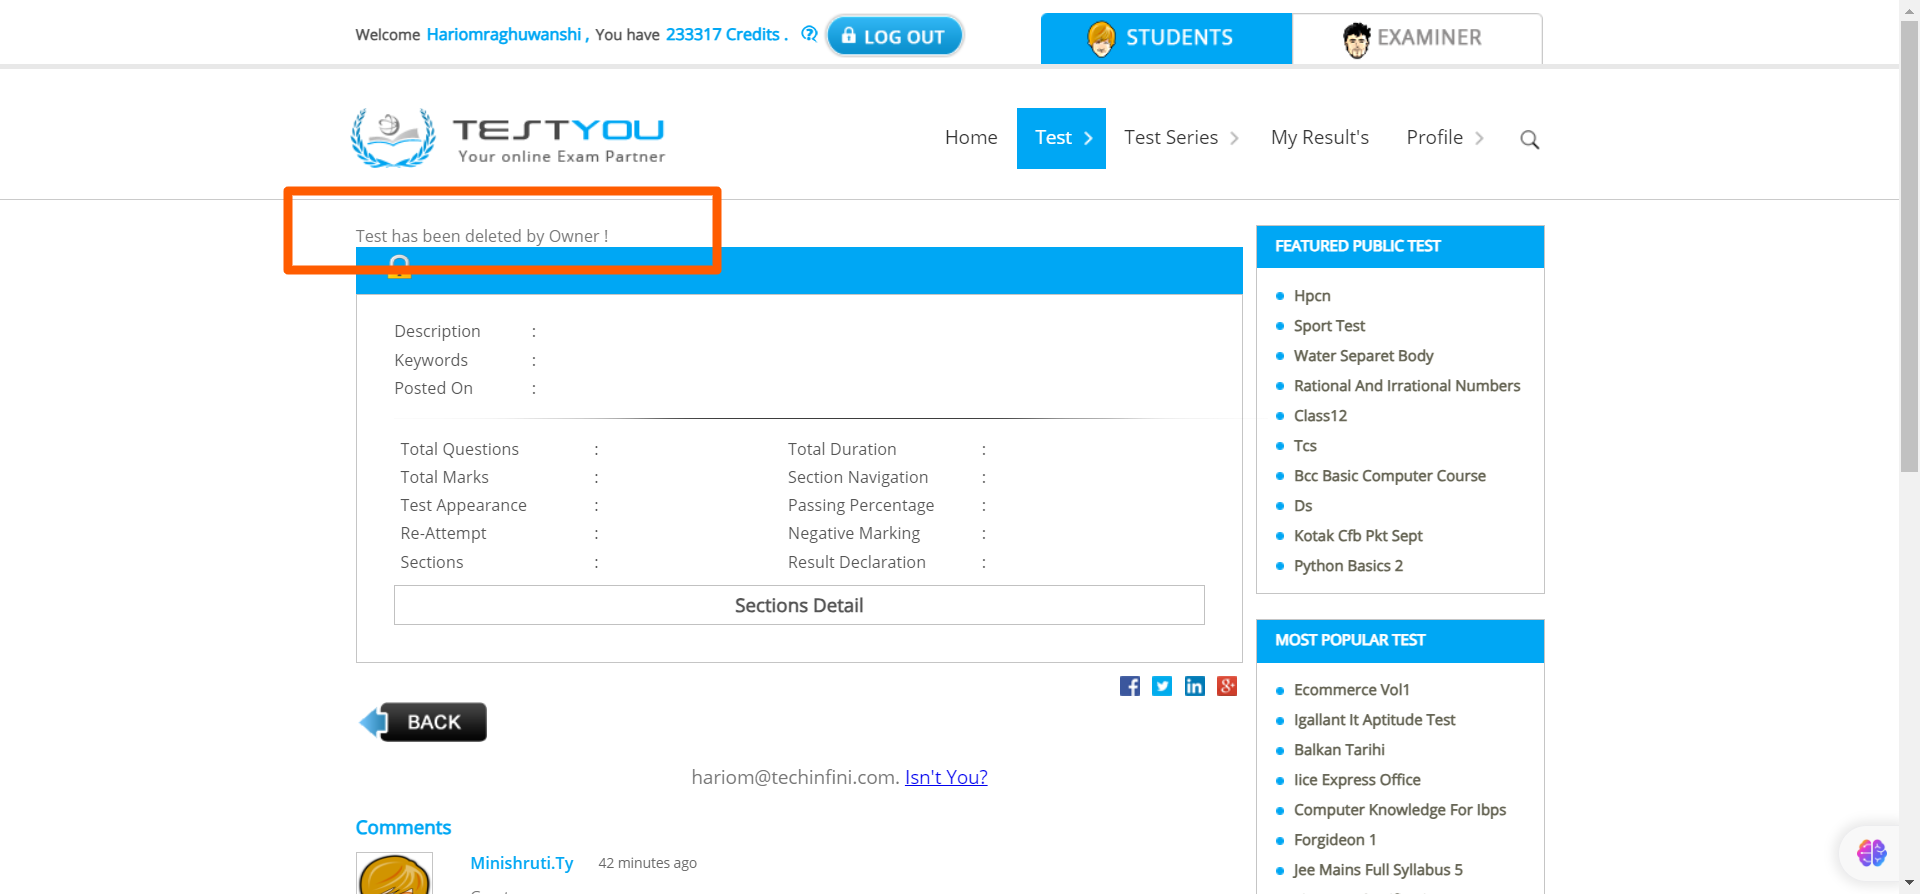 Welcome Hariomraghuwanshi , You have 233317 Credits .
LOG OUT
STUDENTS
EXAMINER
TESTYOU
Your online Exam Partner
Home
Test
Test Series
My Result's
Profile
Test has been deleted by Owner !
Description :
Keywords :
Posted On :
Total Questions :
Total Duration :
Total Marks :
Section Navigation :
Test Appearance :
Passing Percentage :
Re-Attempt :
Negative Marking :
Sections :
Result Declaration :
Sections Detail
BACK
hariom@techinfini.com. Isn't You?
Comments
Minishruti.Ty 42 minutes ago
FEATURED PUBLIC TEST
Hpcn
Sport Test
Water Separet Body
Rational And Irrational Numbers
Class12
Tcs
Bcc Basic Computer Course
Ds
Kotak Cfb Pkt Sept
Python Basics 2
MOST POPULAR TEST
Ecommerce Vol1
Igallant It Aptitude Test
Balkan Tarihi
Iice Express Office
Computer Knowledge For Ibps
Forgideon 1
Jee Mains Full Syllabus 5